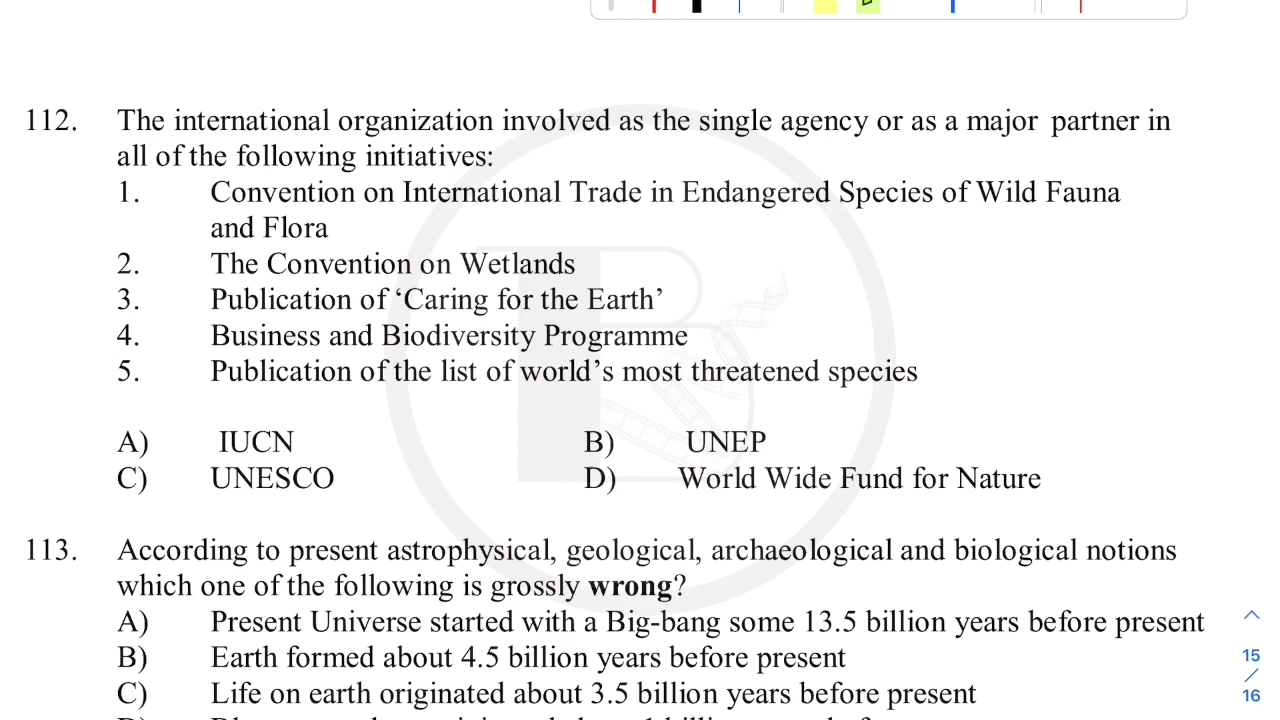 112. The international organization involved as the single agency or as a major partner in
all of the following initiatives:
1. Convention on International Trade in Endangered Species of Wild Fauna
and Flora
2. The Convention on Wetlands
3. Publication of ‘Caring for the Earth’
4. Business and Biodiversity Programme
5. Publication of the list of world’s most threatened species
A) IUCN B) UNEP
C) UNESCO D) World Wide Fund for Nature
113. According to present astrophysical, geological, archaeological and biological notions
which one of the following is grossly wrong?
A) Present Universe started with a Big-bang some 13.5 billion years before present
B) Earth formed about 4.5 billion years before present
C) Life on earth originated about 3.5 billion years before present
15
/
16